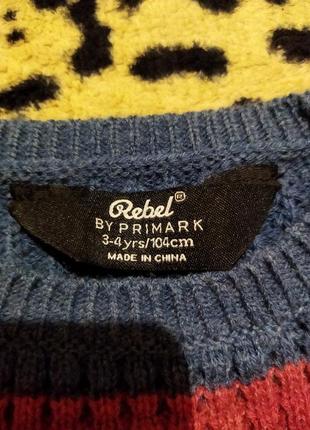 Rebel®
BY PRIMARK
3-4 yrs/104cm
MADE IN CHINA